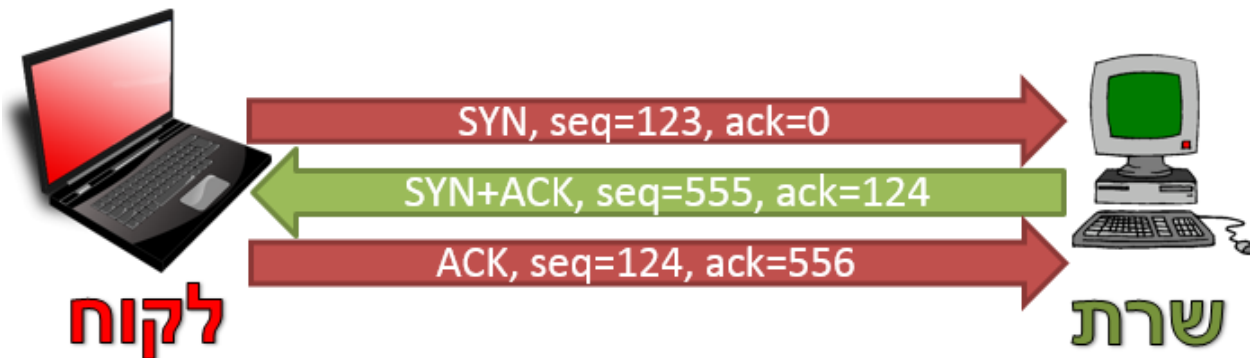 SYN, seq=123, ack=0
SYN+ACK, seq=555, ack=124
ACK, seq=124, ack=556
לקוח
שרת